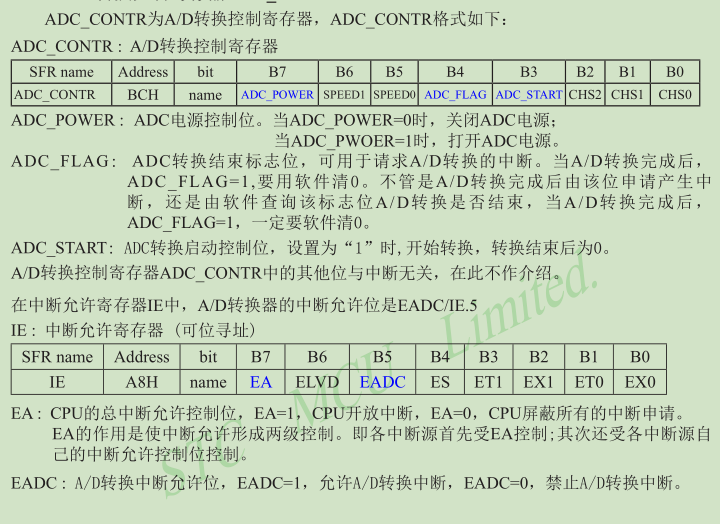 ADC_CONTR为A/D转换控制寄存器，ADC_CONTR格式如下：
ADC_CONTR : A/D转换控制寄存器
SFR name Address bit B7 B6 B5 B4 B3 B2 B1 B0
ADC_CONTR BCH name ADC_POWER SPEED1 SPEED0 ADC_FLAG ADC_START CHS2 CHS1 CHS0
ADC_POWER : ADC电源控制位。当ADC_POWER=0时，关闭ADC电源；
当ADC_PWOER=1时，打开ADC电源。
ADC_FLAG : ADC转换结束标志位，可用于请求A/D转换的中断。当A/D转换完成后，
ADC_FLAG=1,要用软件清0。不管是A/D转换完成后由该位申请产生中
断，还是由软件查询该标志位A/D转换是否结束，当A/D转换完成后，
ADC_FLAG=1，一定要软件清0。
ADC_START: ADC转换启动控制位，设置为“1”时,开始转换，转换结束后为0。
A/D转换控制寄存器ADC_CONTR中的其他位与中断无关，在此不作介绍。
在中断允许寄存器IE中，A/D转换器的中断允许位是EADC/IE.5
IE : 中断允许寄存器 (可位寻址)
SFR name Address bit B7 B6 B5 B4 B3 B2 B1 B0
IE A8H name EA ELVD EADC ES ET1 EX1 ET0 EX0
EA : CPU的总中断允许控制位，EA=1，CPU开放中断，EA=0，CPU屏蔽所有的中断申请。
EA的作用是使中断允许形成两级控制。即各中断源首先受EA控制;其次还受各中断源自
己的中断允许控制位控制。
EADC : A/D转换中断允许位，EADC=1，允许A/D转换中断，EADC=0，禁止A/D转换中断。
STC MCU Limited.